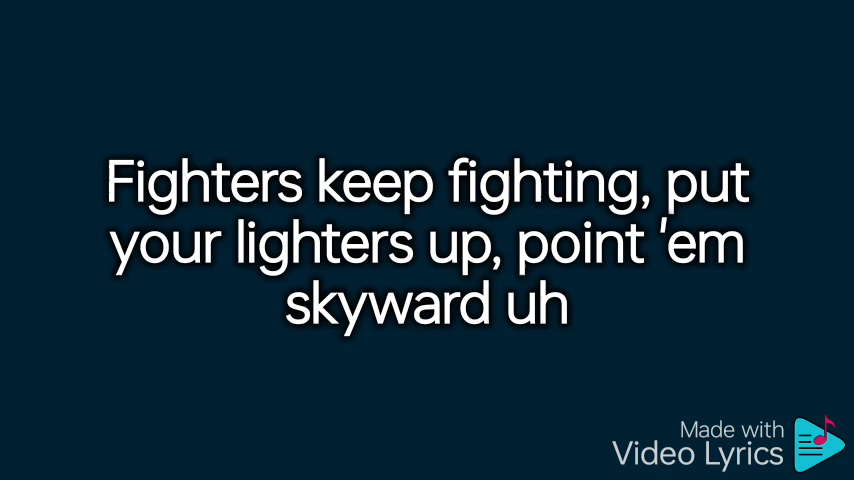 Fighters keep fighting, put
your lighters up, point 'em
skyward uh
Made with
Video Lyrics